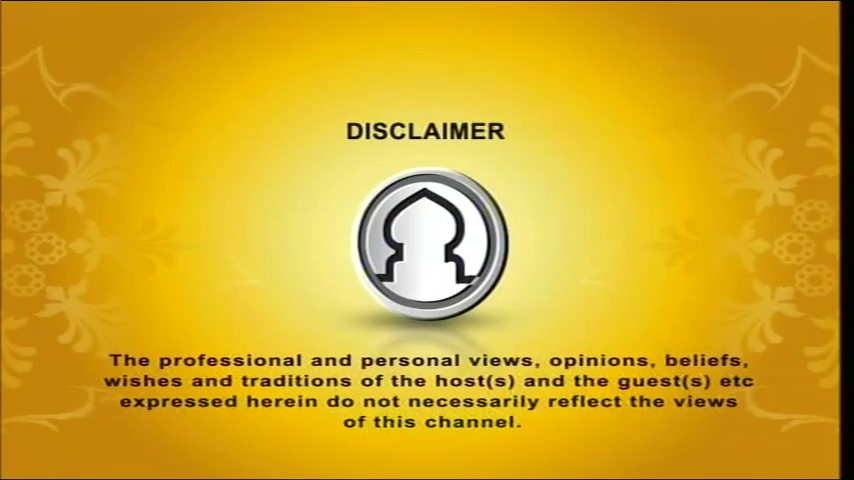 DISCLAIMER
The professional and personal views, opinions, beliefs,
wishes and traditions of the host(s) and the guest(s) etc
expressed herein do not necessarily reflect the views
of this channel.